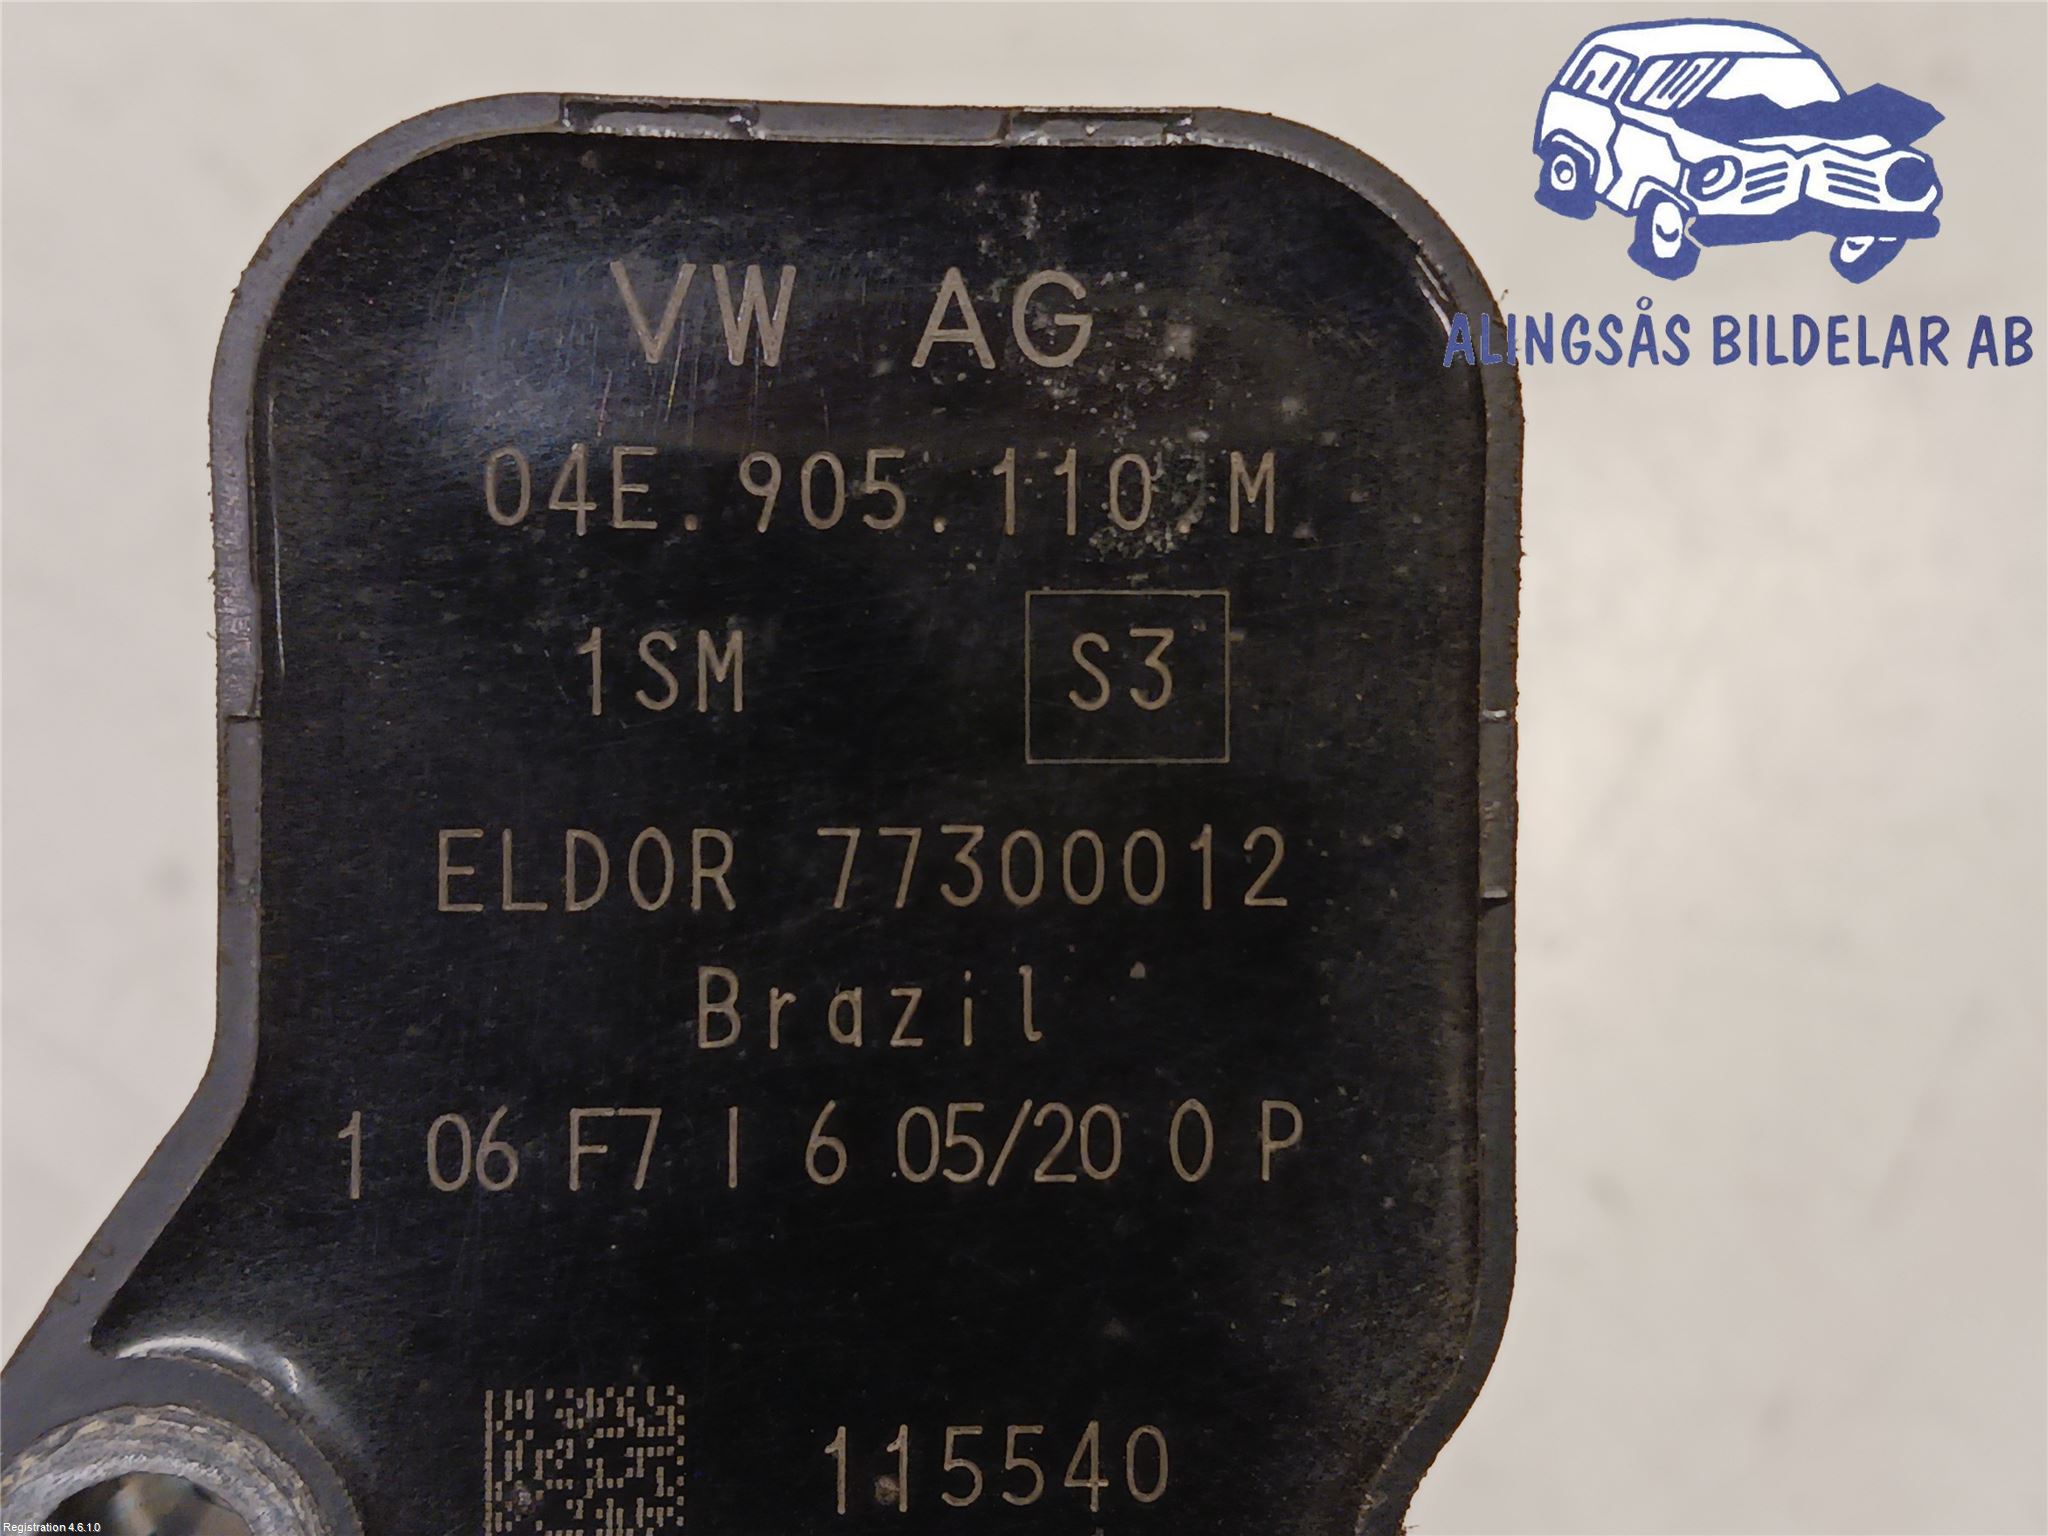 ALINGSÅS BILDELAR AB
VW AG
04E.905.110.M
1SM S3
ELDOR 77300012
Brazil
1 06 F7 I 6 05/20 0 P
115540
Registration 4.6.1.0